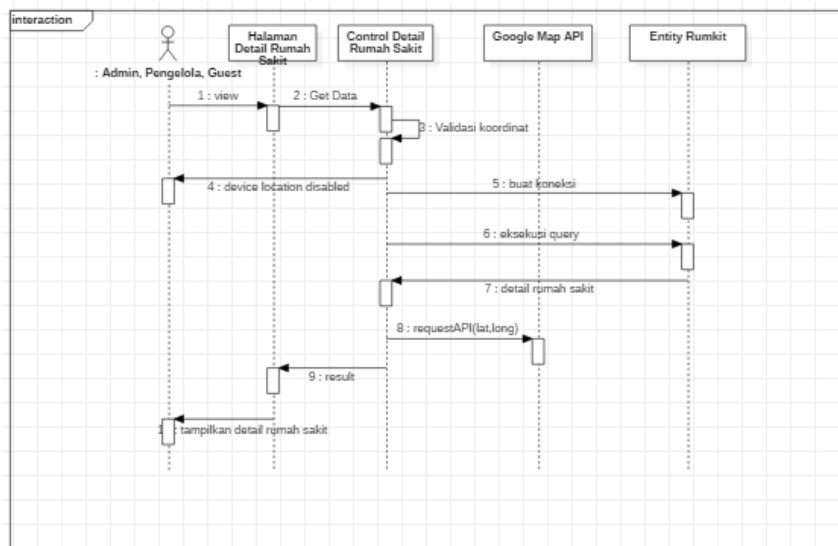 interaction
Halaman
Detail Rumah
Sakit
Control Detail
Rumah Sakit
Google Map API
Entity Rumkit
: Admin, Pengelola, Guest
1 : view
2 : Get Data
3 : Validasi koordinat
4 : device location disabled
5 : buat koneksi
6 : eksekusi query
7 : detail rumah sakit
8 : requestAPI(lat,long)
9 : result
: tampilkan detail rumah sakit